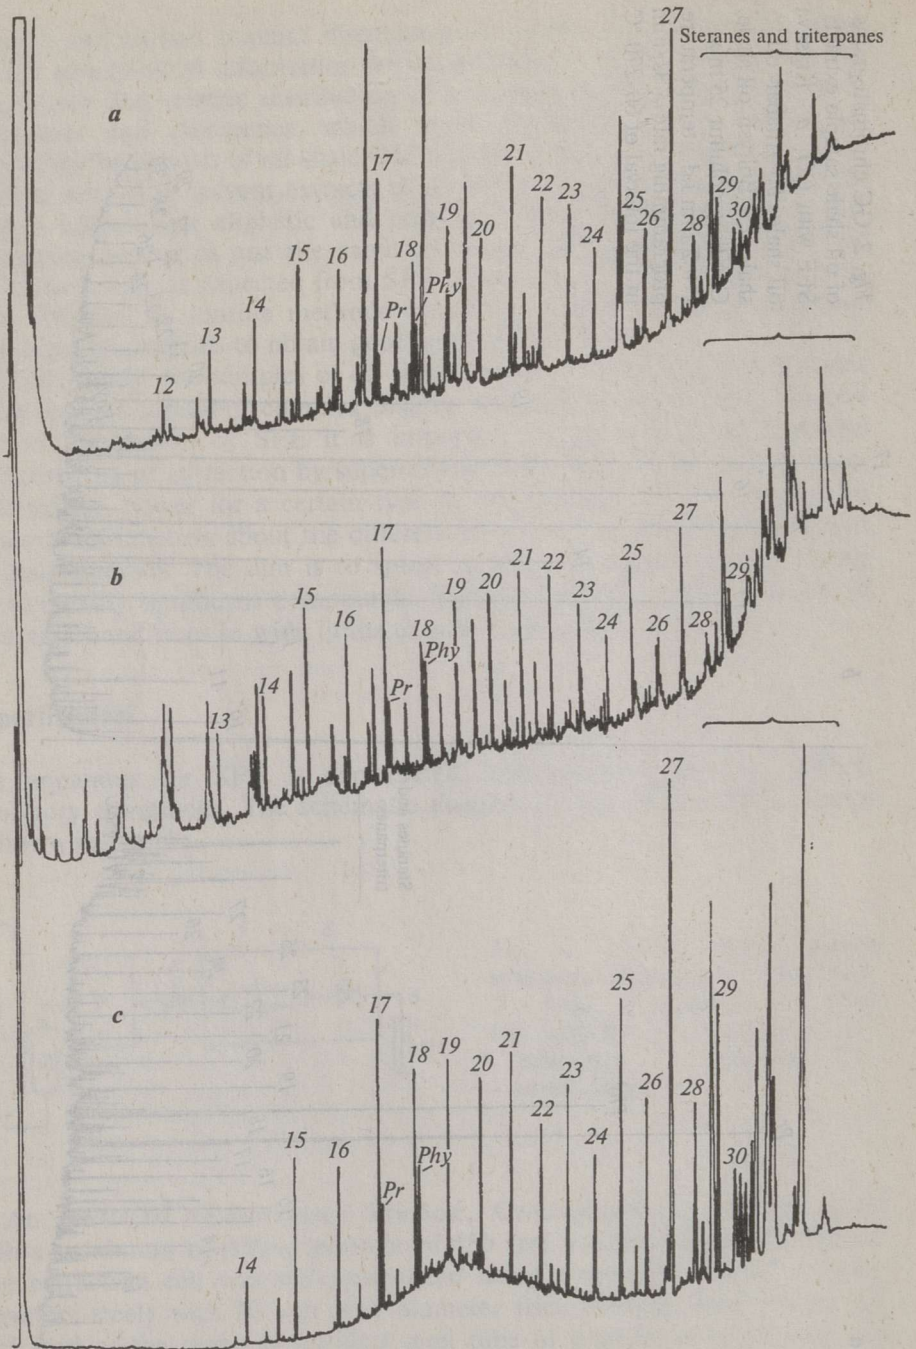 27
Steranes and triterpanes
a
12 13 14 15 16 17 Pr 18 Phy 19 20 21 22 23 24 25 26 28 29 30
b
13 14 15 16 17 Pr 18 Phy 19 20 21 22 23 24 25 26 27 28 29
c
14 15 16 17 Pr 18 Phy 19 20 21 22 23 24 25 26 27 28 29 30